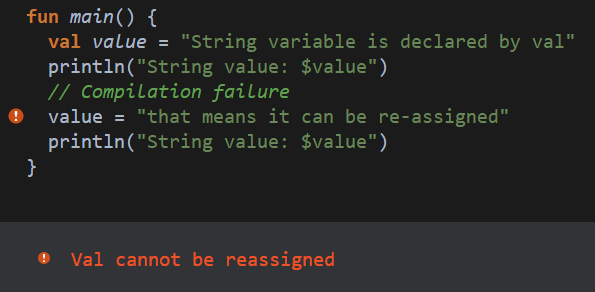 fun main() {
val value = "String variable is declared by val"
println("String value: $value")
// Compilation failure
value = "that means it can be re-assigned"
println("String value: $value")
}
Val cannot be reassigned